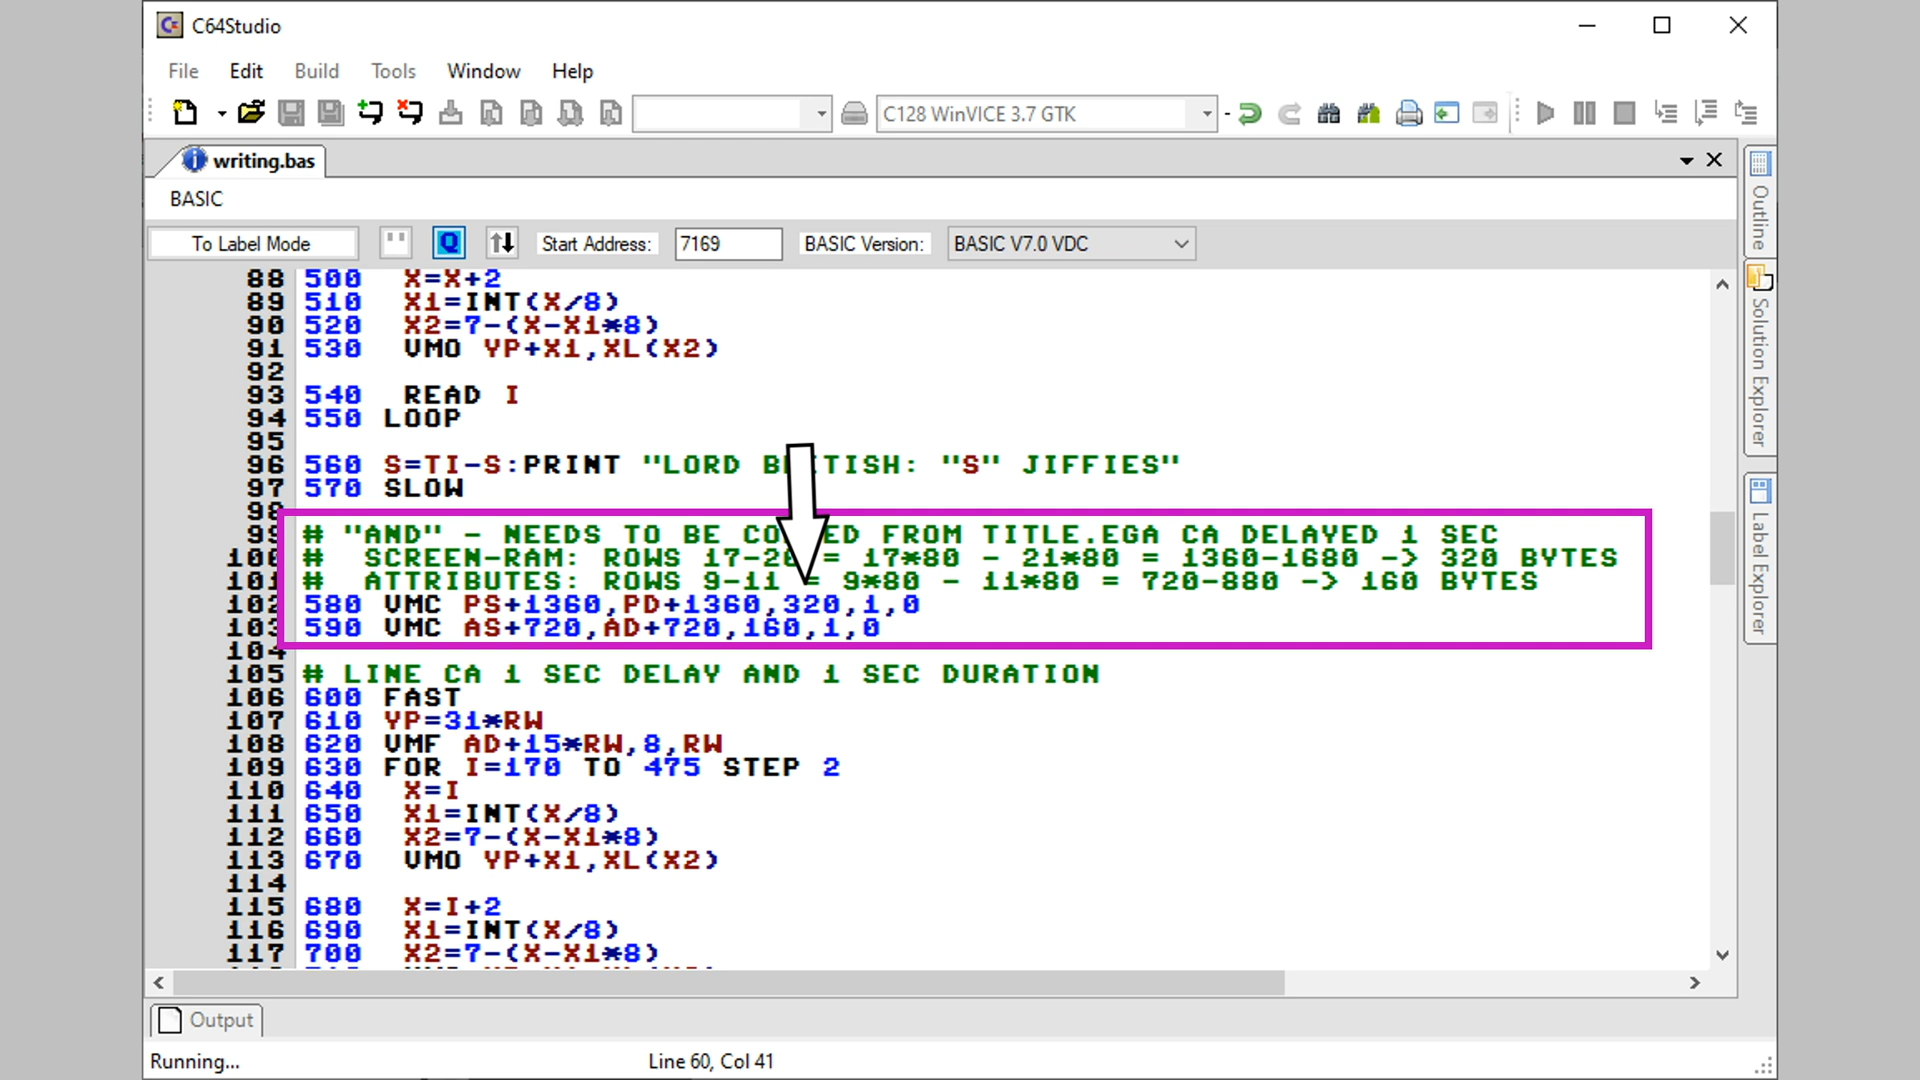 C64Studio
File Edit Build Tools Window Help
C128 WinVICE 3.7 GTK
writing.bas
BASIC
To Label Mode Start Address: 7169 BASIC Version: BASIC V7.0 VDC
88 500 X=X+2
89 510 X1=INT(X/8)
90 520 X2=7-(X-X1*8)
91 530 VMO YP+X1,XL(X2)
92
93 540 READ I
94 550 LOOP
95
96 560 S=TI-S:PRINT "LORD B TISH: "S" JIFFIES"
97 570 SLOW
98
99 # "AND" - NEEDS TO BE CO ED FROM TITLE.EGA CA DELAYED 1 SEC
100 # SCREEN-RAM: ROWS 17-20 = 17*80 - 21*80 = 1360-1680 -> 320 BYTES
101 # ATTRIBUTES: ROWS 9-11 = 9*80 - 11*80 = 720-880 -> 160 BYTES
102 580 VMC PS+1360,PD+1360,320,1,0
103 590 VMC AS+720,AD+720,160,1,0
104
105 # LINE CA 1 SEC DELAY AND 1 SEC DURATION
106 600 FAST
107 610 YP=31*RW
108 620 VMF AD+15*RW,8,RW
109 630 FOR I=170 TO 475 STEP 2
110 640 X=I
111 650 X1=INT(X/8)
112 660 X2=7-(X-X1*8)
113 670 VMO YP+X1,XL(X2)
114
115 680 X=I+2
116 690 X1=INT(X/8)
117 700 X2=7-(X-X1*8)
Outline
Solution Explorer
Label Explorer
Output
Running... Line 60, Col 41